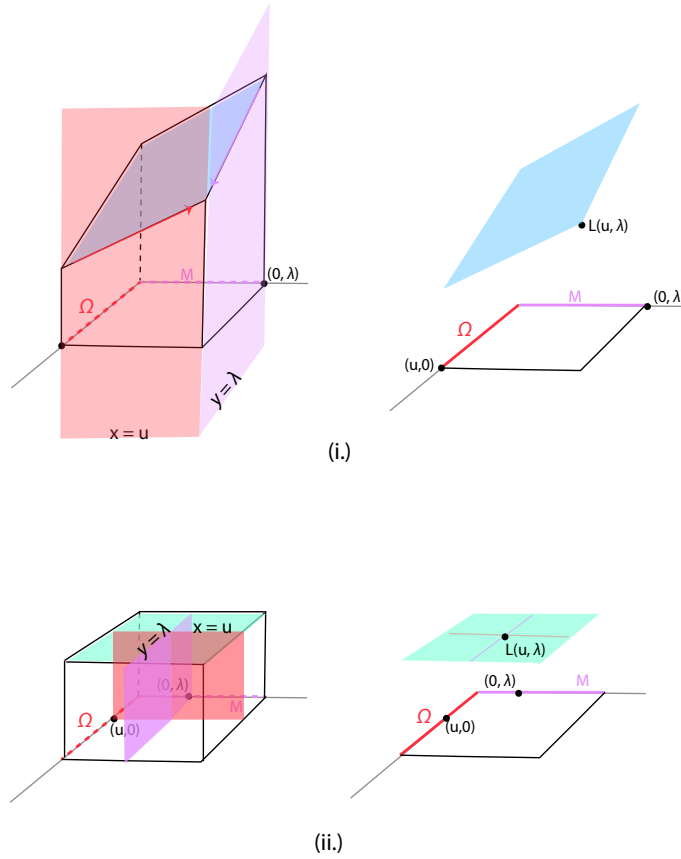 M
(0, λ)
Ω
y = λ
x = u
L(u, λ)
M
(0, λ)
Ω
(u,0)
(i.)
y = λ
x = u
(0, λ)
M
Ω
(u,0)
L(u, λ)
(0, λ)
M
Ω
(u,0)
(ii.)